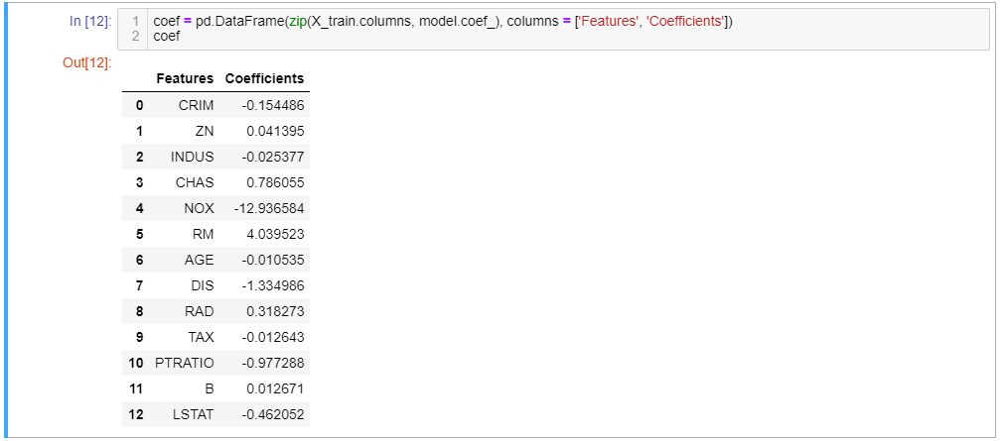 In [12]:
1 coef = pd.DataFrame(zip(X_train.columns, model.coef_), columns = ['Features', 'Coefficients'])
2 coef
Out[12]:
Features Coefficients
0 CRIM -0.154486
1 ZN 0.041395
2 INDUS -0.025377
3 CHAS 0.786055
4 NOX -12.936584
5 RM 4.039523
6 AGE -0.010535
7 DIS -1.334986
8 RAD 0.318273
9 TAX -0.012643
10 PTRATIO -0.977288
11 B 0.012671
12 LSTAT -0.462052